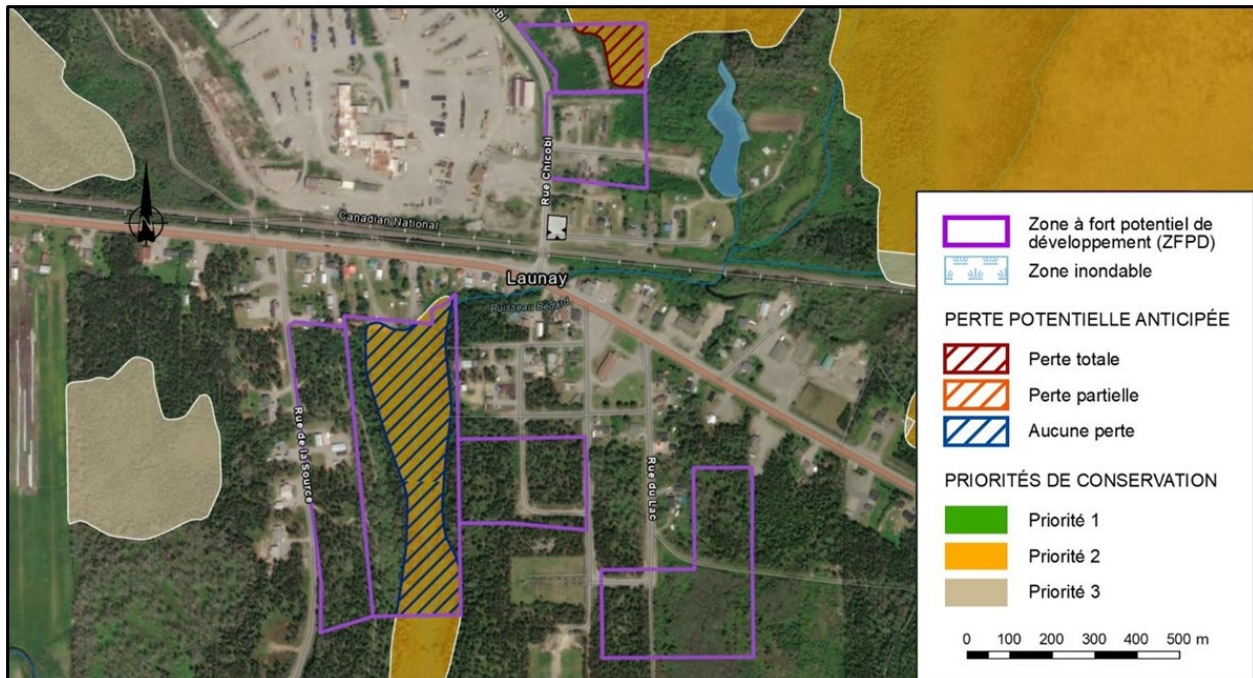 obi
Rue Chicobi
Canadian National
N
Launay
Ruisseau Bégard
Rue de la Source
Rue du Lac
Zone à fort potentiel de
développement (ZFPD)
Zone inondable
PERTE POTENTIELLE ANTICIPÉE
Perte totale
Perte partielle
Aucune perte
PRIORITÉS DE CONSERVATION
Priorité 1
Priorité 2
Priorité 3
0 100 200 300 400 500 m